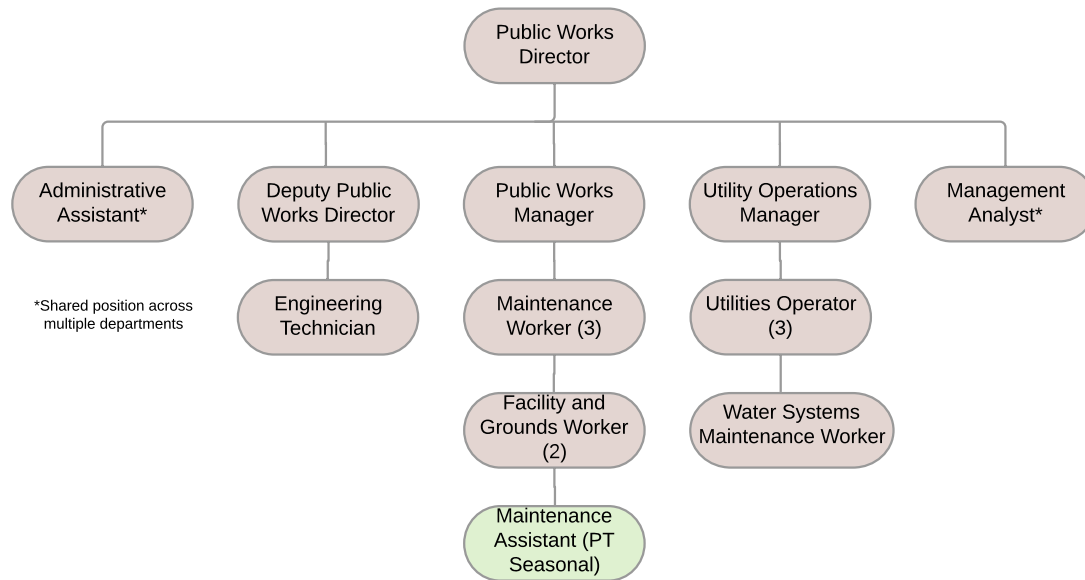 Public Works
Director
Administrative
Assistant*
Deputy Public
Works Director
Public Works
Manager
Utility Operations
Manager
Management
Analyst*
*Shared position across
multiple departments
Engineering
Technician
Maintenance
Worker (3)
Utilities Operator
(3)
Facility and
Grounds Worker
(2)
Water Systems
Maintenance Worker
Maintenance
Assistant (PT
Seasonal)